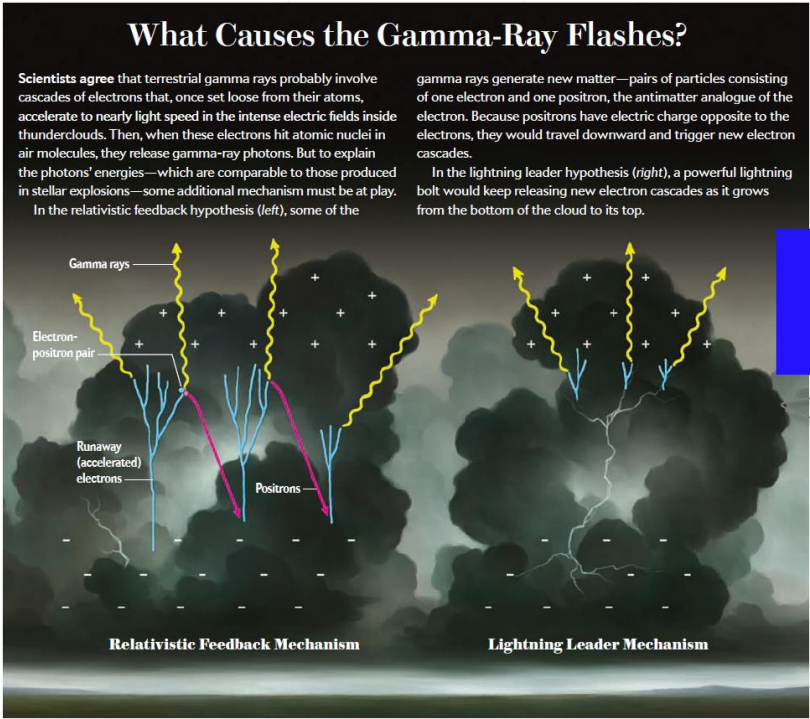 What Causes the Gamma-Ray Flashes?
Scientists agree that terrestrial gamma rays probably involve
cascades of electrons that, once set loose from their atoms,
accelerate to nearly light speed in the intense electric fields inside
thunderclouds. Then, when these electrons hit atomic nuclei in
air molecules, they release gamma-ray photons. But to explain
the photons' energies—which are comparable to those produced
in stellar explosions—some additional mechanism must be at play.
In the relativistic feedback hypothesis (left), some of the
gamma rays generate new matter—pairs of particles consisting
of one electron and one positron, the antimatter analogue of the
electron. Because positrons have electric charge opposite to the
electrons, they would travel downward and trigger new electron
cascades.
In the lightning leader hypothesis (right), a powerful lightning
bolt would keep releasing new electron cascades as it grows
from the bottom of the cloud to its top.
Gamma rays
Electron-
positron pair
Runaway
(accelerated)
electrons
Positrons
Relativistic Feedback Mechanism
Lightning Leader Mechanism